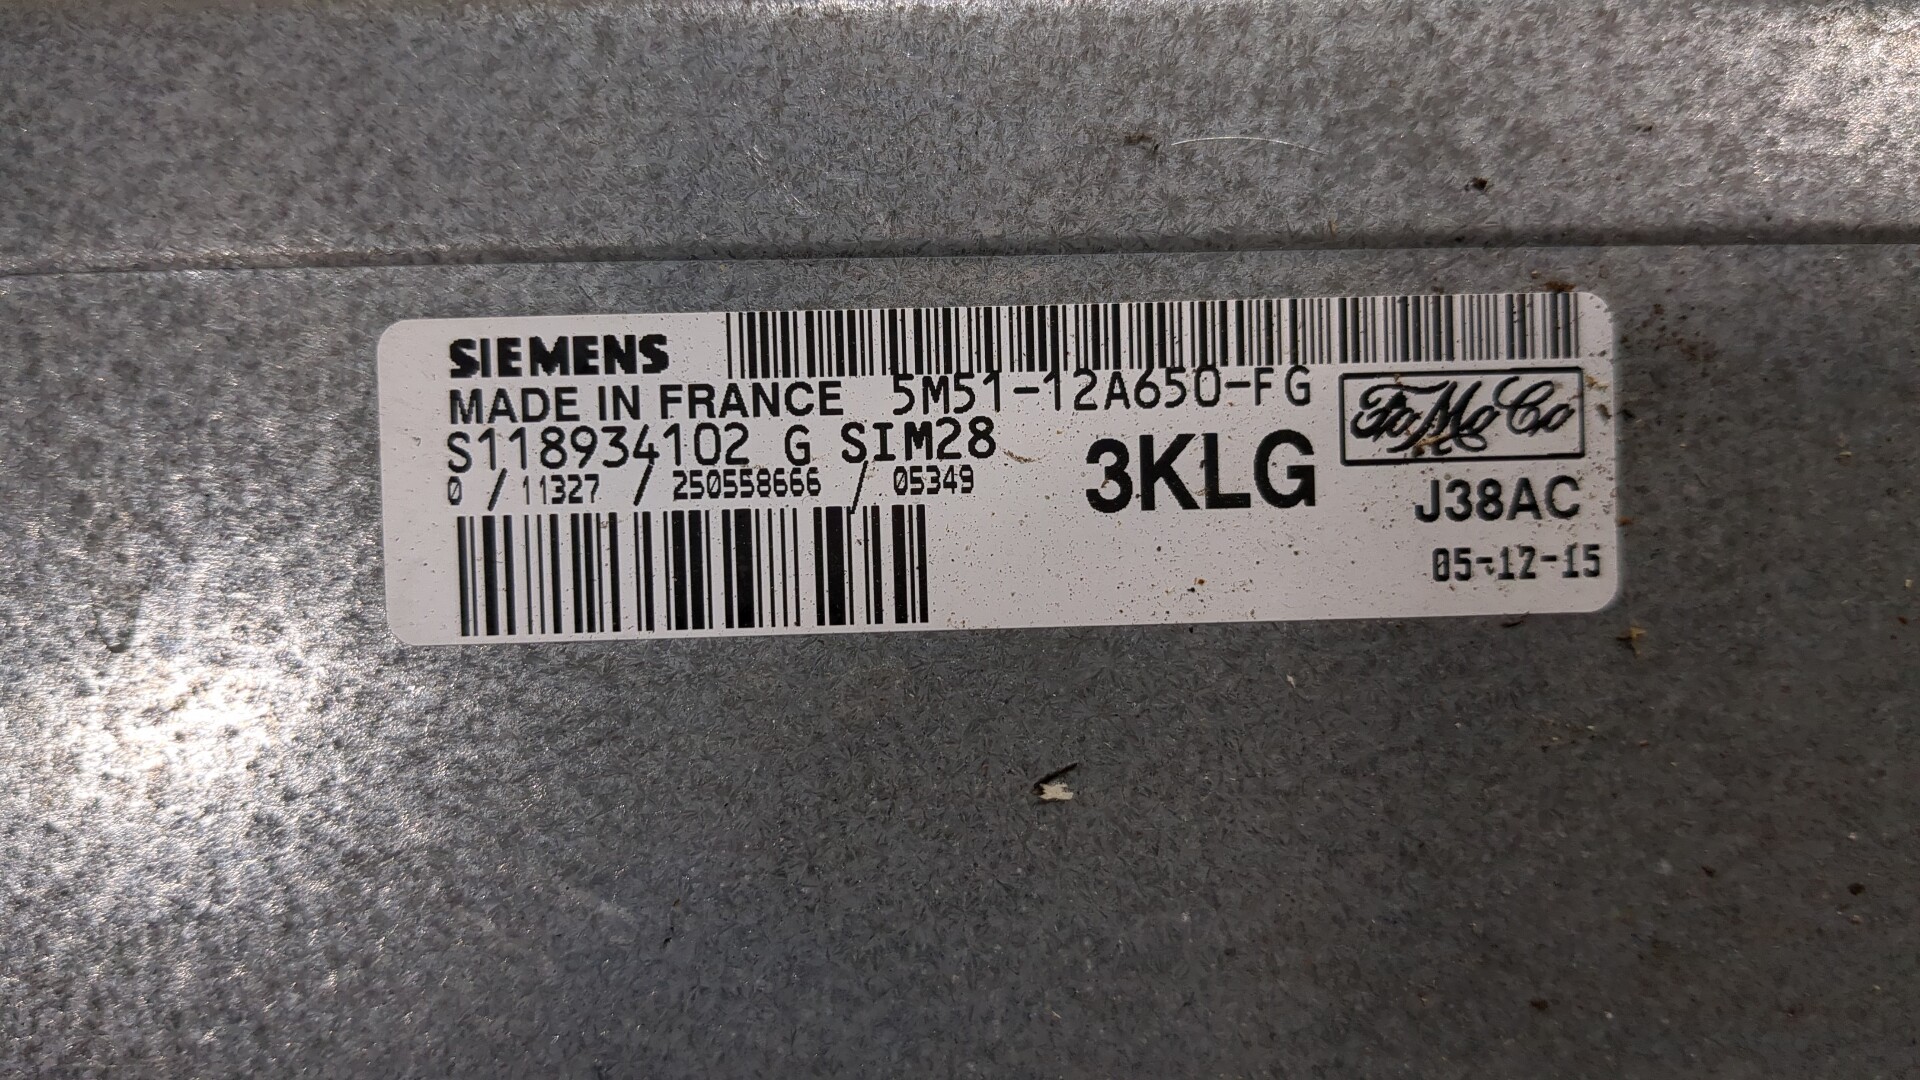 SIEMENS
MADE IN FRANCE 5M51-12A650-FG
FoMoCo
S118934102 G SIM28
3KLG
0 / 11327 / 250558666 / 05349
J38AC
05-12-15